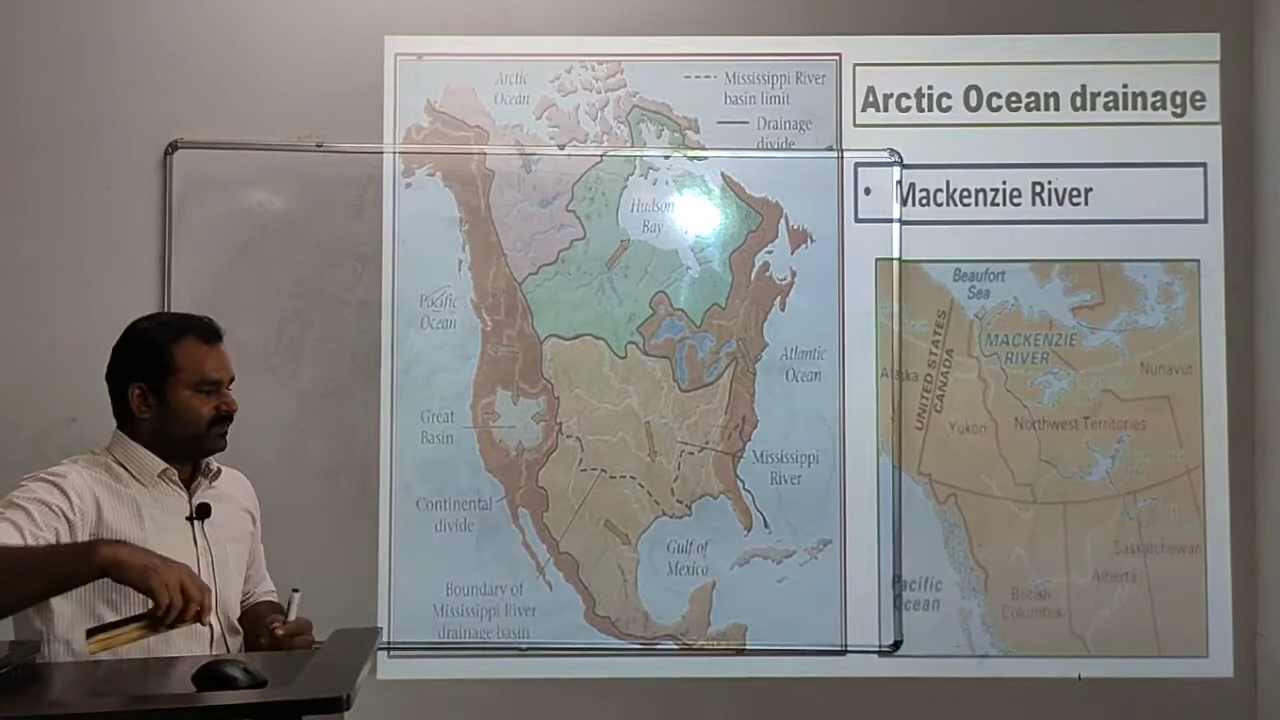 Arctic
Ocean
Mississippi River
basin limit
Drainage
divide
Hudson
Bay
Pacific
Ocean
Atlantic
Ocean
Great
Basin
Mississippi
River
Continental
divide
Gulf of
Mexico
Boundary of
Mississippi River
drainage basin
Arctic Ocean drainage
• Mackenzie River
Beaufort
Sea
MACKENZIE
RIVER
UNITED STATES
CANADA
Alaska
Nunavut
Yukon
Northwest Territories
Saskatchewan
Alberta
British
Columbia
Pacific
Ocean